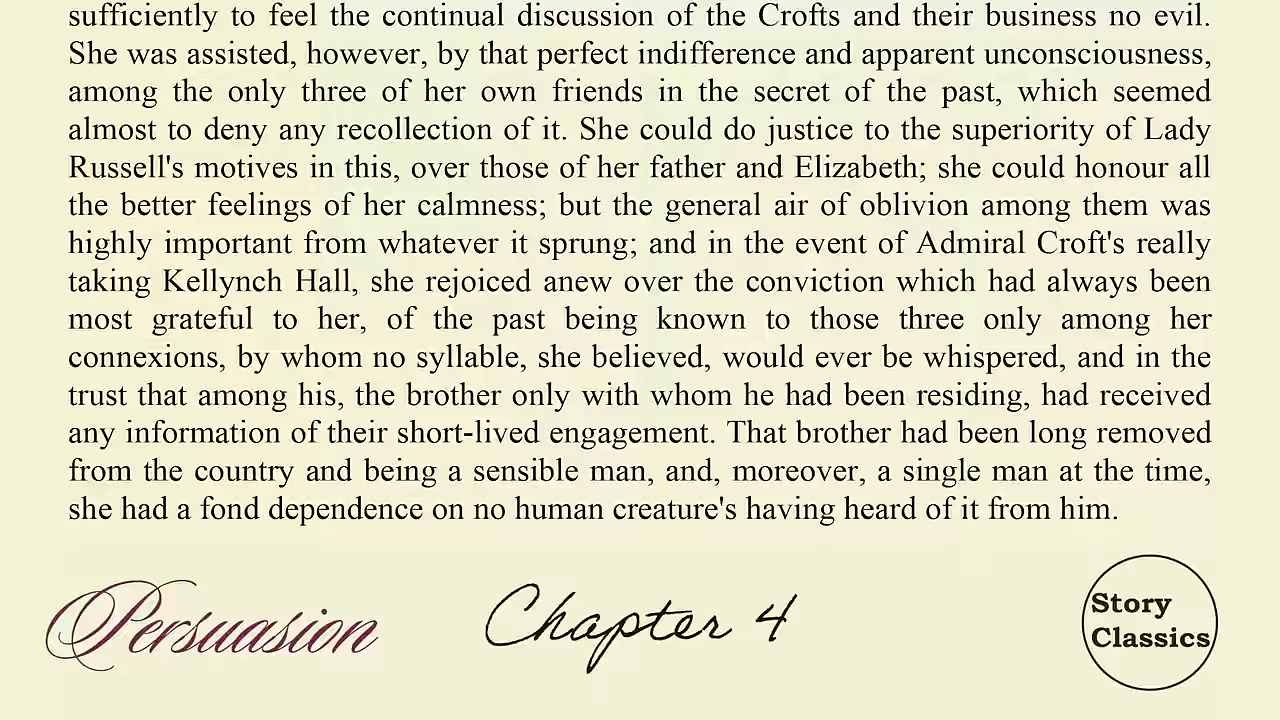 sufficiently to feel the continual discussion of the Crofts and their business no evil.
She was assisted, however, by that perfect indifference and apparent unconsciousness,
among the only three of her own friends in the secret of the past, which seemed
almost to deny any recollection of it. She could do justice to the superiority of Lady
Russell's motives in this, over those of her father and Elizabeth; she could honour all
the better feelings of her calmness; but the general air of oblivion among them was
highly important from whatever it sprung; and in the event of Admiral Croft's really
taking Kellynch Hall, she rejoiced anew over the conviction which had always been
most grateful to her, of the past being known to those three only among her
connexions, by whom no syllable, she believed, would ever be whispered, and in the
trust that among his, the brother only with whom he had been residing, had received
any information of their short-lived engagement. That brother had been long removed
from the country and being a sensible man, and, moreover, a single man at the time,
she had a fond dependence on no human creature's having heard of it from him.
Persuasion
Chapter 4
Story
Classics